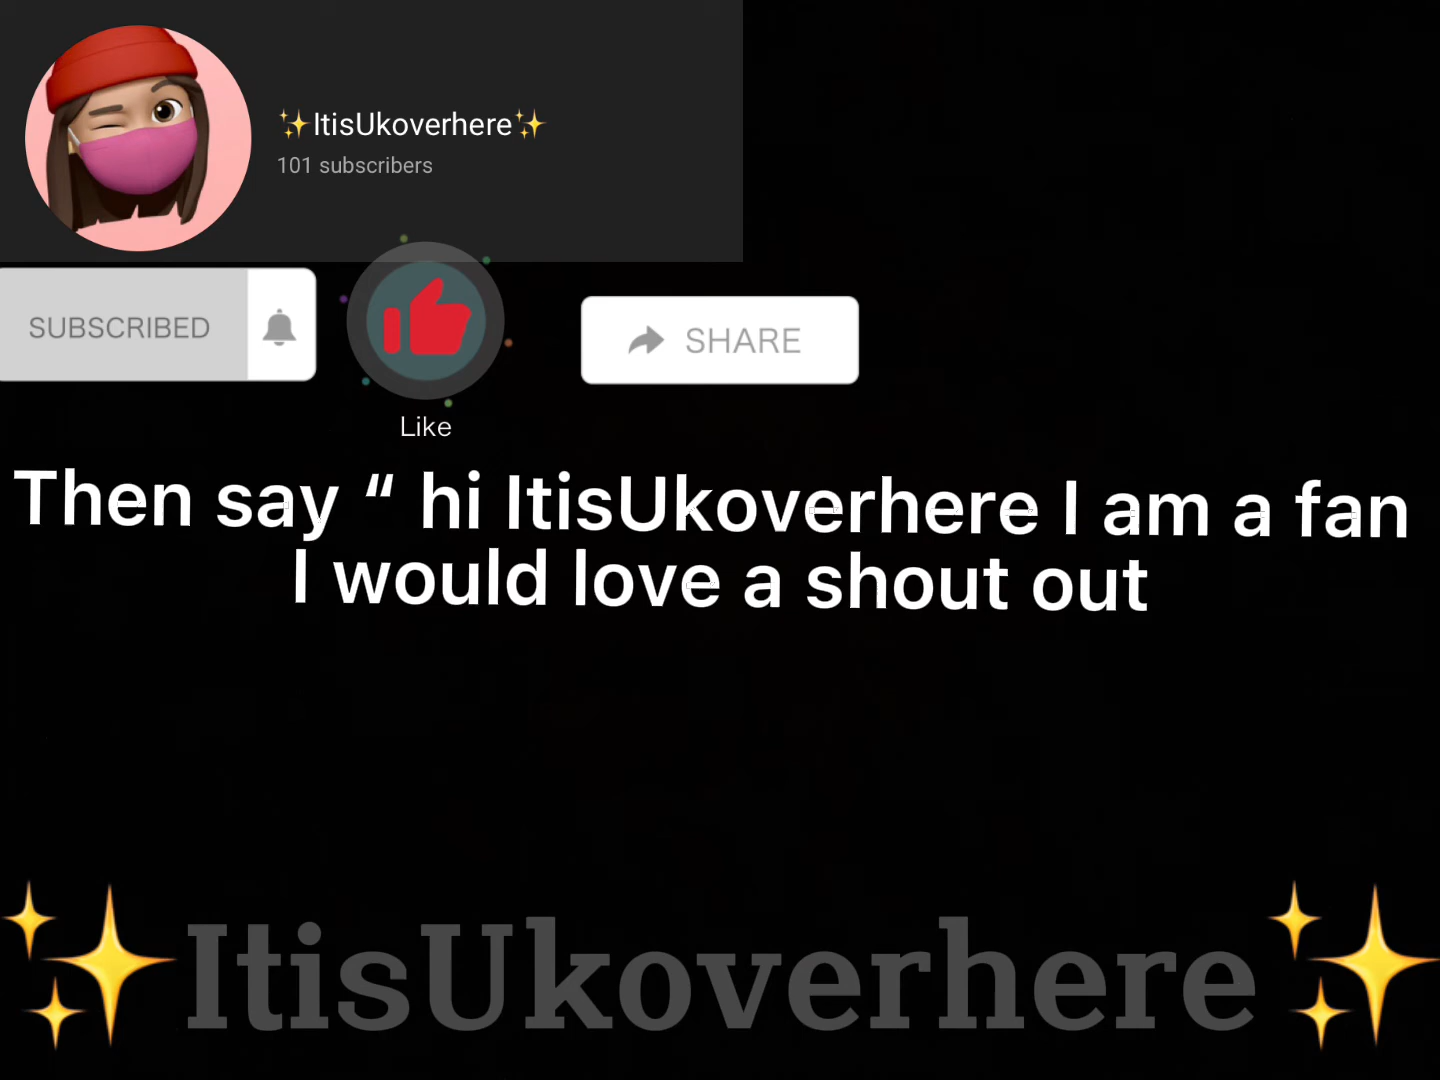 ✨ItisUkoverhere✨
101 subscribers
SUBSCRIBED
SHARE
Like
Then say “ hi ItisUkoverhere I am a fan
I would love a shout out
✨ItisUkoverhere✨